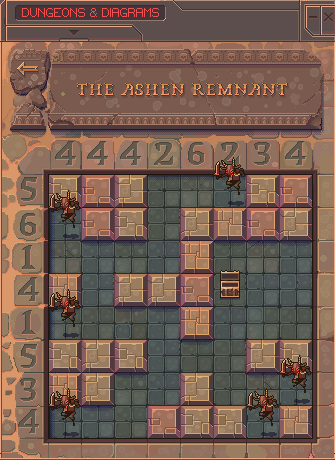 DUNGEONS & DIAGRAMS
THE ASHEN REMNANT
4 4 4 2 6 2 3 4
5
6
1
4
1
5
3
4